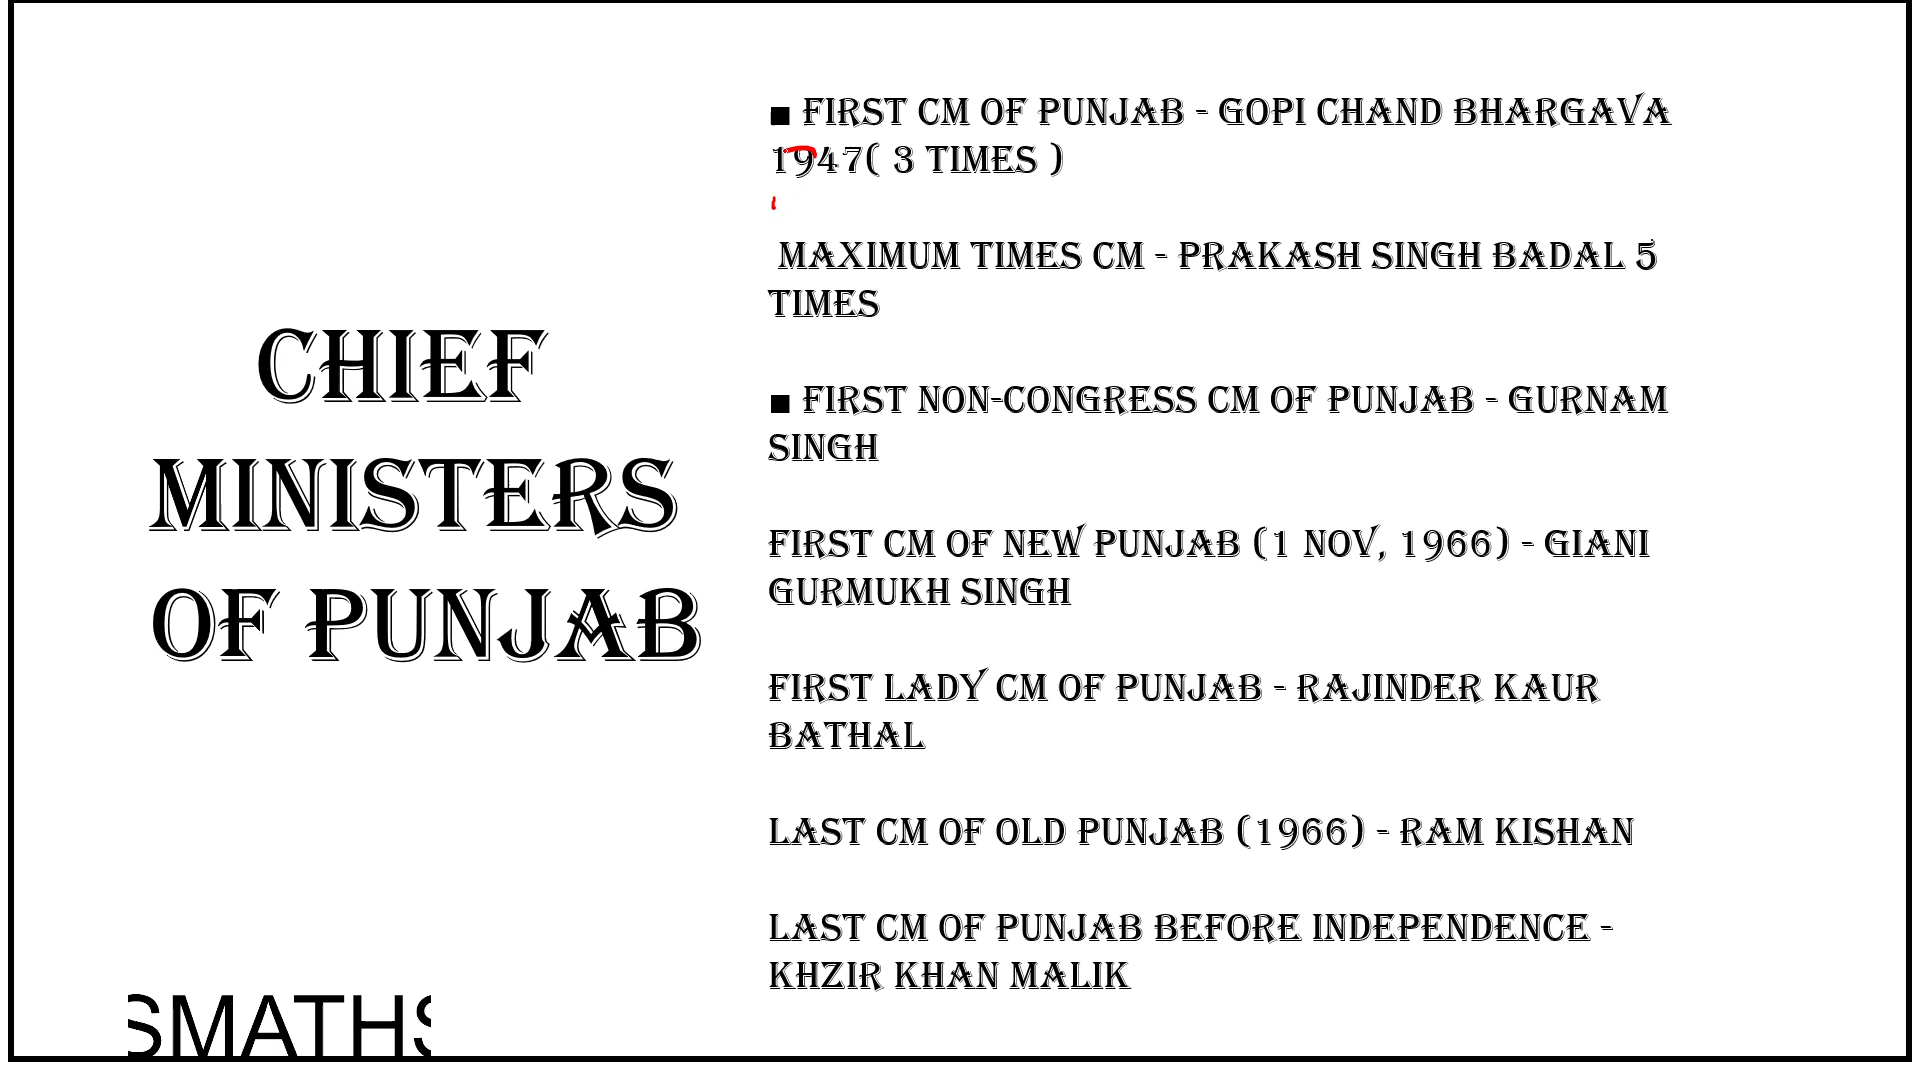 CHIEF
MINISTERS
OF PUNJAB
■ FIRST CM OF PUNJAB - GOPI CHAND BHARGAVA
1947( 3 TIMES )
MAXIMUM TIMES CM - PRAKASH SINGH BADAL 5
TIMES
■ FIRST NON-CONGRESS CM OF PUNJAB - GURNAM
SINGH
FIRST CM OF NEW PUNJAB (1 NOV, 1966) - GIANI
GURMUKH SINGH
FIRST LADY CM OF PUNJAB - RAJINDER KAUR
BATHAL
LAST CM OF OLD PUNJAB (1966) - RAM KISHAN
LAST CM OF PUNJAB BEFORE INDEPENDENCE -
KHZIR KHAN MALIK
SMATHS